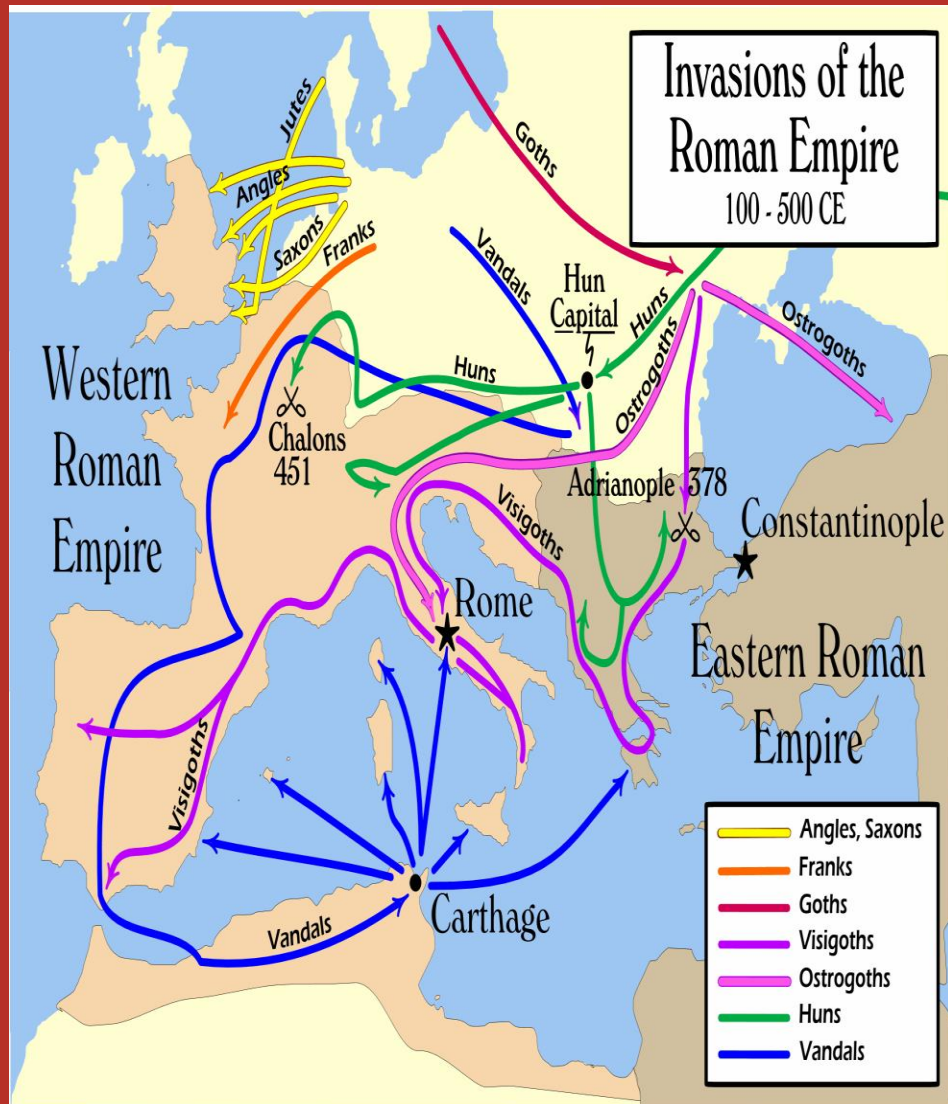 Invasions of the
Roman Empire
100 - 500 CE
Jutes
Angles
Saxons
Franks
Goths
Vandals
Hun
Capital
Huns
Ostrogoths
Ostrogoths
Huns
Western
Roman
Empire
Chalons
451
Adrianople 378
Visigoths
Constantinople
Rome
Eastern Roman
Empire
Visigoths
Carthage
Vandals
Angles, Saxons
Franks
Goths
Visigoths
Ostrogoths
Huns
Vandals